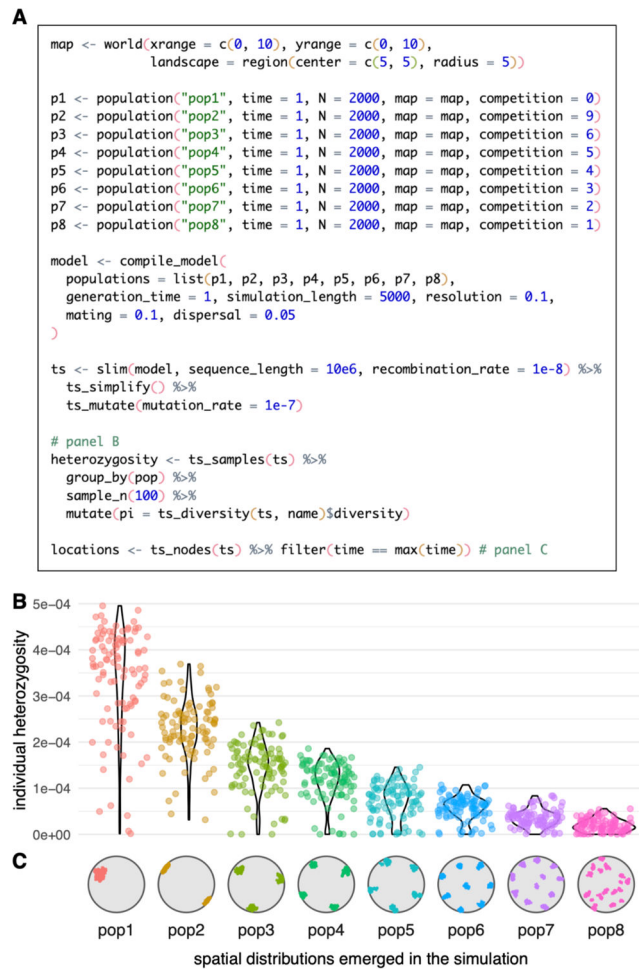 A
map <- world(xrange = c(0, 10), yrange = c(0, 10),
landscape = region(center = c(5, 5), radius = 5))
p1 <- population("pop1", time = 1, N = 2000, map = map, competition = 0)
p2 <- population("pop2", time = 1, N = 2000, map = map, competition = 9)
p3 <- population("pop3", time = 1, N = 2000, map = map, competition = 6)
p4 <- population("pop4", time = 1, N = 2000, map = map, competition = 5)
p5 <- population("pop5", time = 1, N = 2000, map = map, competition = 4)
p6 <- population("pop6", time = 1, N = 2000, map = map, competition = 3)
p7 <- population("pop7", time = 1, N = 2000, map = map, competition = 2)
p8 <- population("pop8", time = 1, N = 2000, map = map, competition = 1)
model <- compile_model(
populations = list(p1, p2, p3, p4, p5, p6, p7, p8),
generation_time = 1, simulation_length = 5000, resolution = 0.1,
mating = 0.1, dispersal = 0.05
)
ts <- slim(model, sequence_length = 10e6, recombination_rate = 1e-8) %>%
ts_simplify() %>%
ts_mutate(mutation_rate = 1e-7)
# panel B
heterozygosity <- ts_samples(ts) %>%
group_by(pop) %>%
sample_n(100) %>%
mutate(pi = ts_diversity(ts, name)$diversity)
locations <- ts_nodes(ts) %>% filter(time == max(time)) # panel C
B
individual heterozygosity
5e-04
4e-04
3e-04
2e-04
1e-04
0e+00
C
pop1 pop2 pop3 pop4 pop5 pop6 pop7 pop8
spatial distributions emerged in the simulation